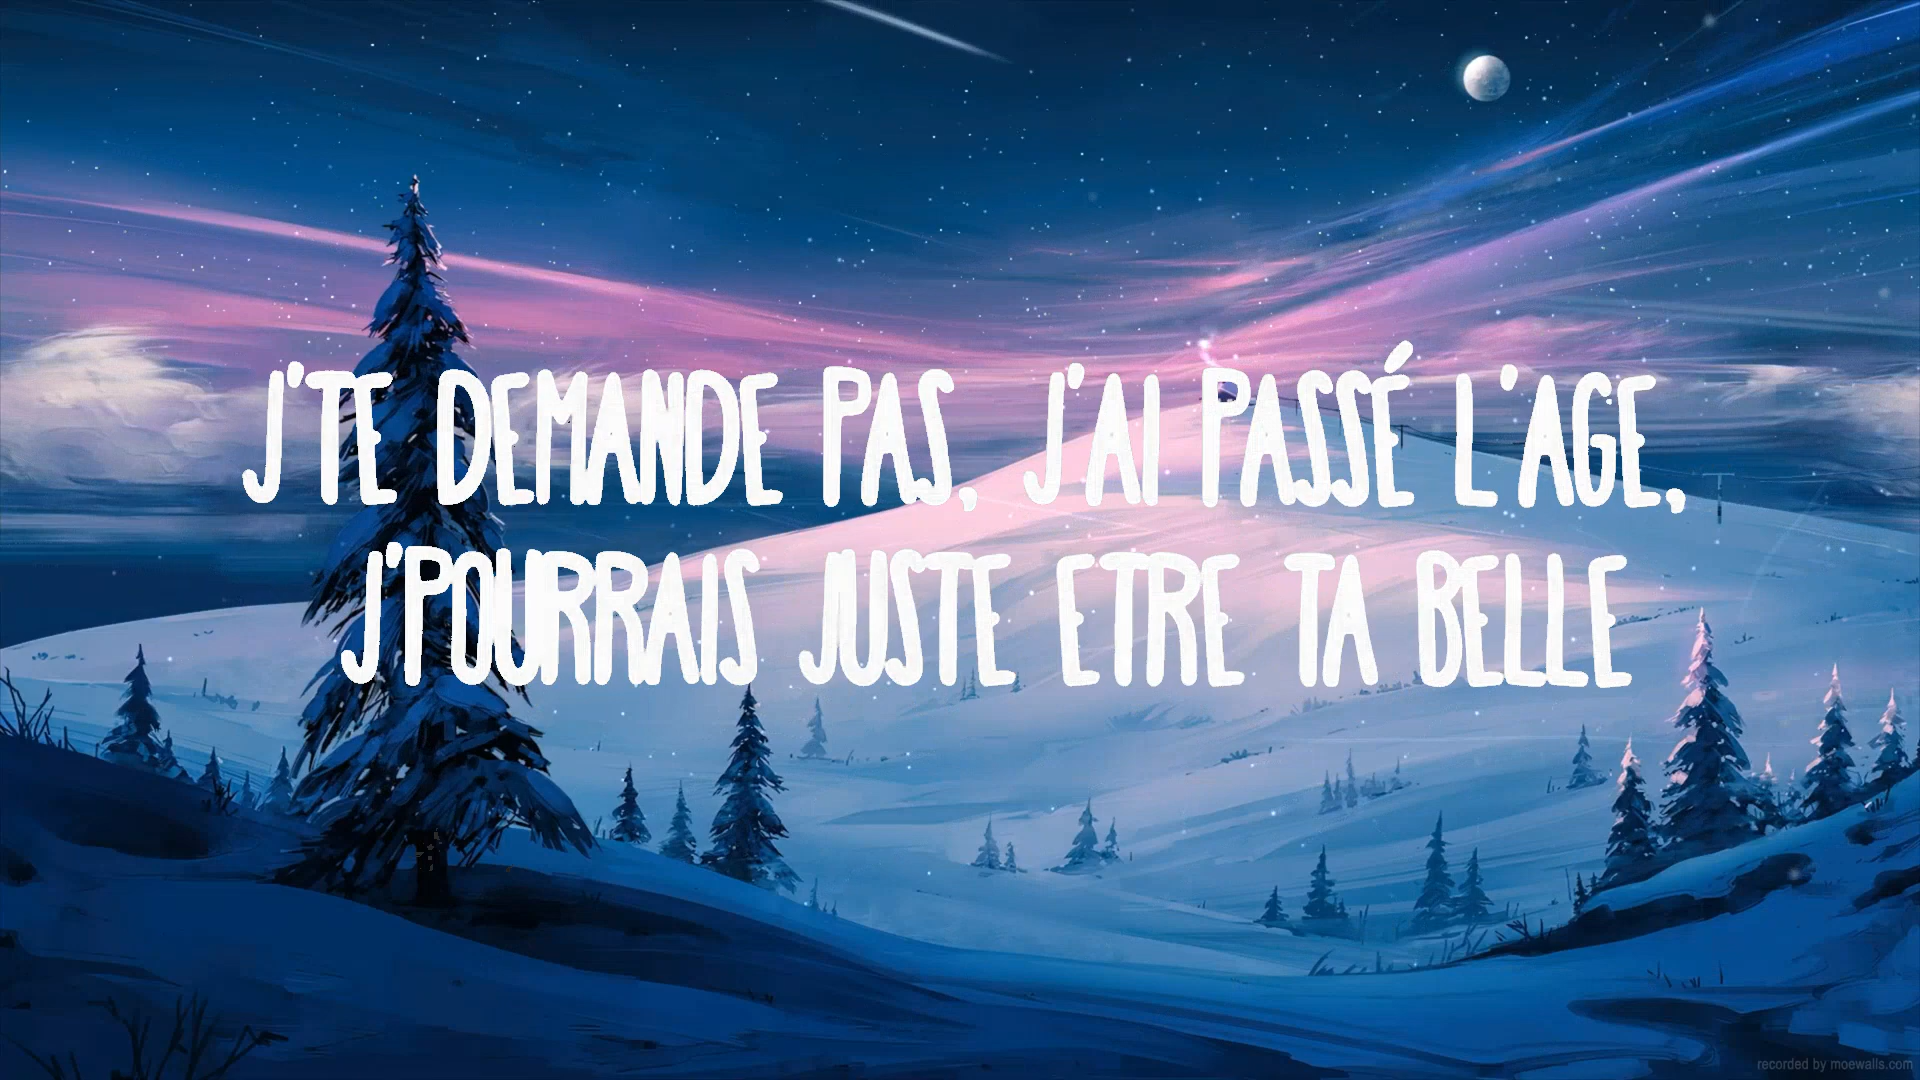 J'TE DEMANDE PAS, J'AI PASSÉ L'AGE,
J'POURRAIS JUSTE ETRE TA BELLE
recorded by moewalls.com